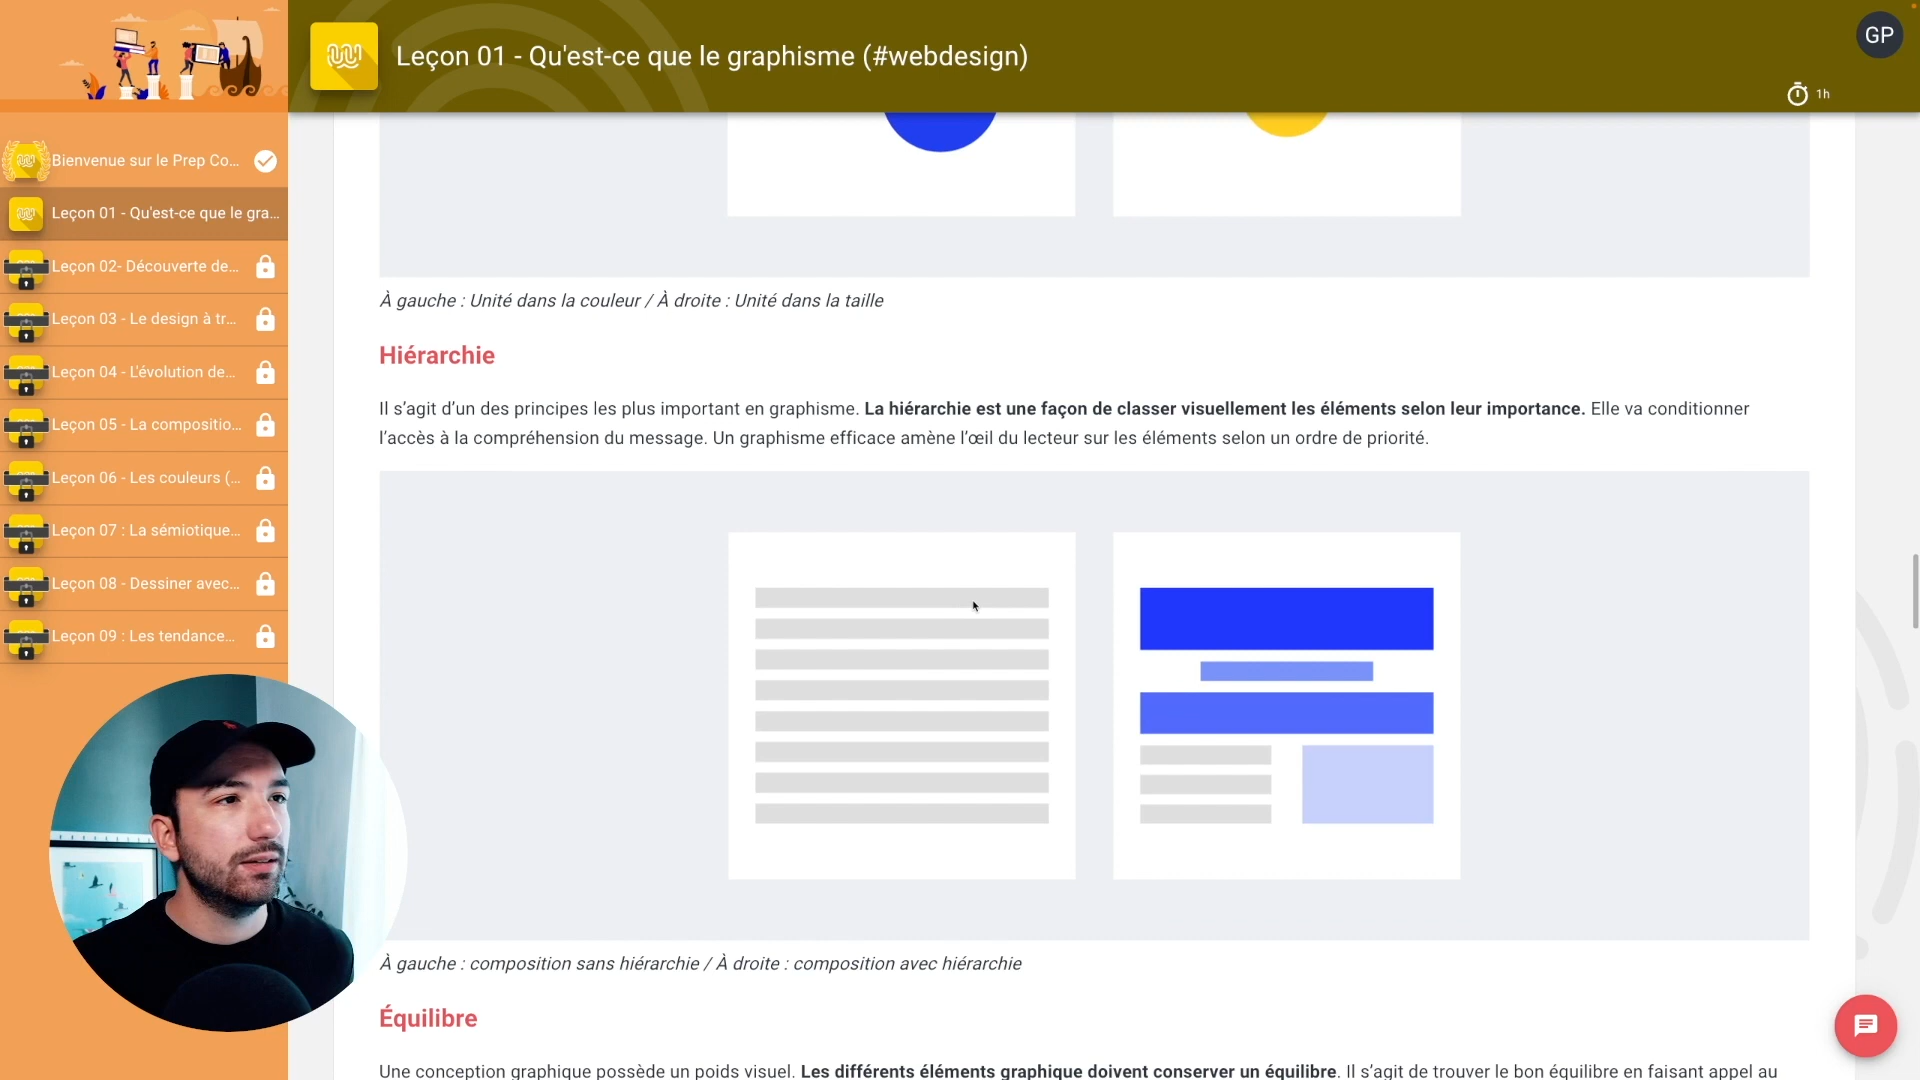 Leçon 01 - Qu'est-ce que le graphisme (#webdesign)
GP
1h
Bienvenue sur le Prep Co...
Leçon 01 - Qu'est-ce que le gra...
Leçon 02- Découverte de...
Leçon 03 - Le design à tr...
Leçon 04 - L'évolution de...
Leçon 05 - La compositio...
Leçon 06 - Les couleurs (...
Leçon 07 : La sémiotique...
Leçon 08 - Dessiner avec...
Leçon 09 : Les tendance...
À gauche : Unité dans la couleur / À droite : Unité dans la taille
Hiérarchie
Il s’agit d’un des principes les plus important en graphisme. La hiérarchie est une façon de classer visuellement les éléments selon leur importance. Elle va conditionner
l’accès à la compréhension du message. Un graphisme efficace amène l’œil du lecteur sur les éléments selon un ordre de priorité.
À gauche : composition sans hiérarchie / À droite : composition avec hiérarchie
Équilibre
Une conception graphique possède un poids visuel. Les différents éléments graphique doivent conserver un équilibre. Il s’agit de trouver le bon équilibre en faisant appel au